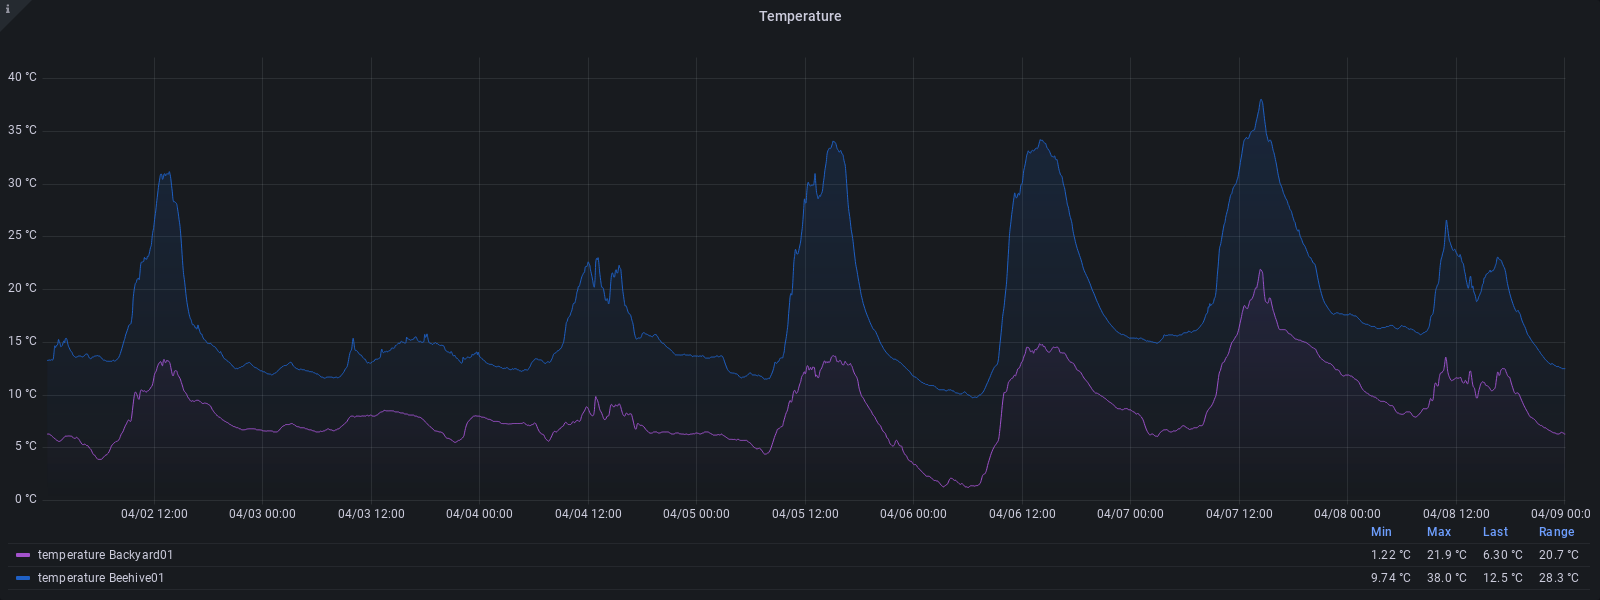 i
Temperature
40 °C
35 °C
30 °C
25 °C
20 °C
15 °C
10 °C
5 °C
0 °C
04/02 12:00 04/03 00:00 04/03 12:00 04/04 00:00 04/04 12:00 04/05 00:00 04/05 12:00 04/06 00:00 04/06 12:00 04/07 00:00 04/07 12:00 04/08 00:00 04/08 12:00 04/09 00:0
Min Max Last Range
temperature Backyard01 1.22 °C 21.9 °C 6.30 °C 20.7 °C
temperature Beehive01 9.74 °C 38.0 °C 12.5 °C 28.3 °C